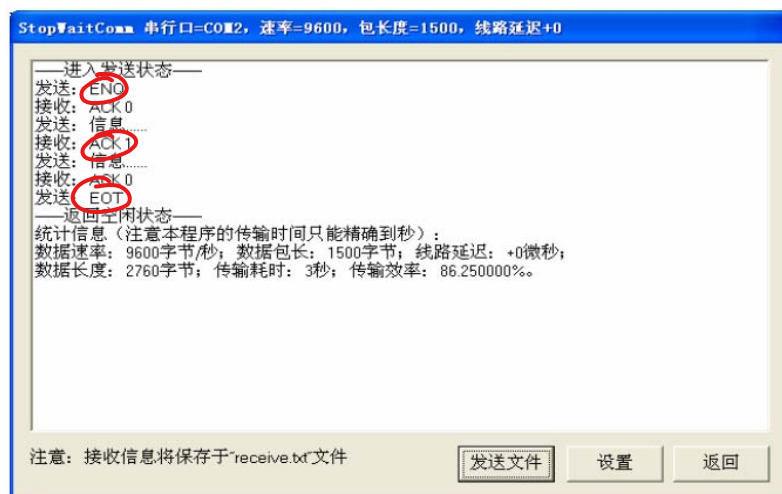 StopWaitComm 串行口=COM2，速率=9600，包长度=1500，线路延迟+0
——进入发送状态——
发送：ENQ
接收：ACK 0
发送：信息......
接收：ACK 1
发送：信息......
接收：ACK 0
发送：EOT
——返回空闲状态——
统计信息（注意本程序的传输时间只能精确到秒）：
数据速率：9600字节/秒；数据包长：1500字节；线路延迟：+0微秒；
数据长度：2760字节；传输耗时：3秒；传输效率：86.250000%。
注意：接收信息将保存于"receive.txt"文件
发送文件
设置
返回